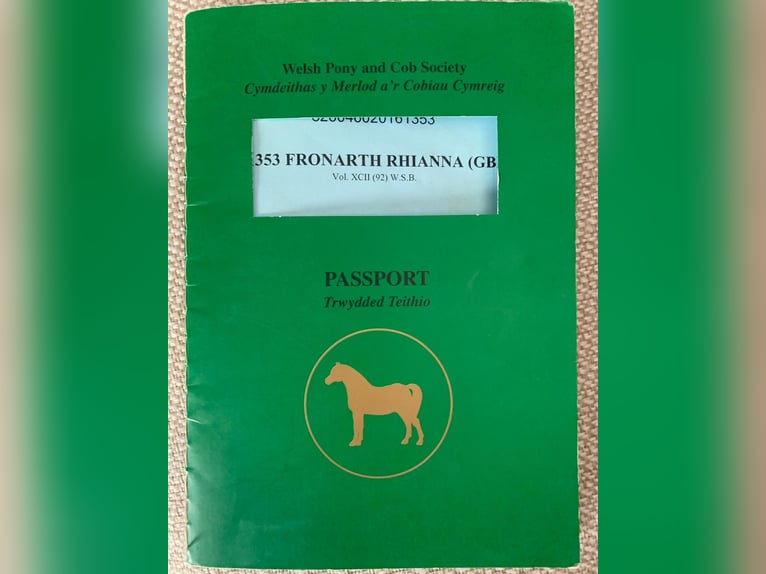 Welsh Pony and Cob Society
Cymdeithas y Merlod a'r Cobiau Cymreig
826046020161353
353 FRONARTH RHIANNA (GB
Vol. XCII (92) W.S.B.
PASSPORT
Trwydded Teithio